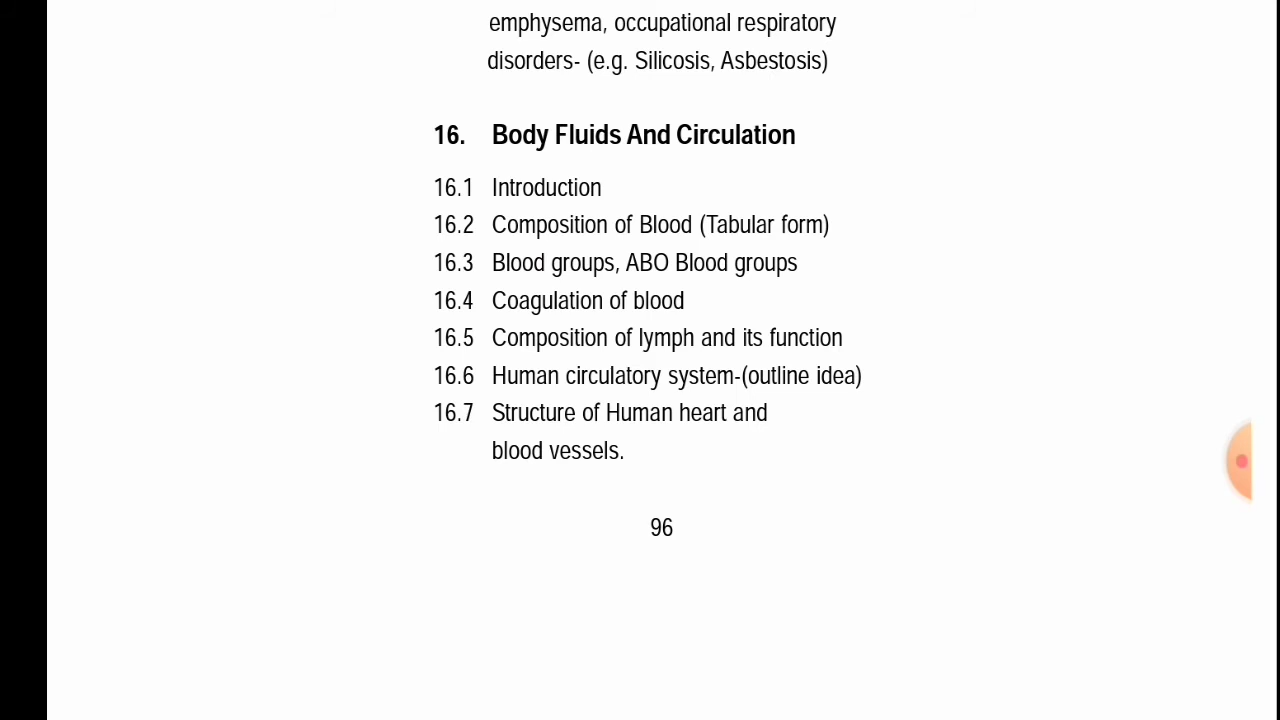 emphysema, occupational respiratory
disorders- (e.g. Silicosis, Asbestosis)
16. Body Fluids And Circulation
16.1 Introduction
16.2 Composition of Blood (Tabular form)
16.3 Blood groups, ABO Blood groups
16.4 Coagulation of blood
16.5 Composition of lymph and its function
16.6 Human circulatory system-(outline idea)
16.7 Structure of Human heart and
blood vessels.
96